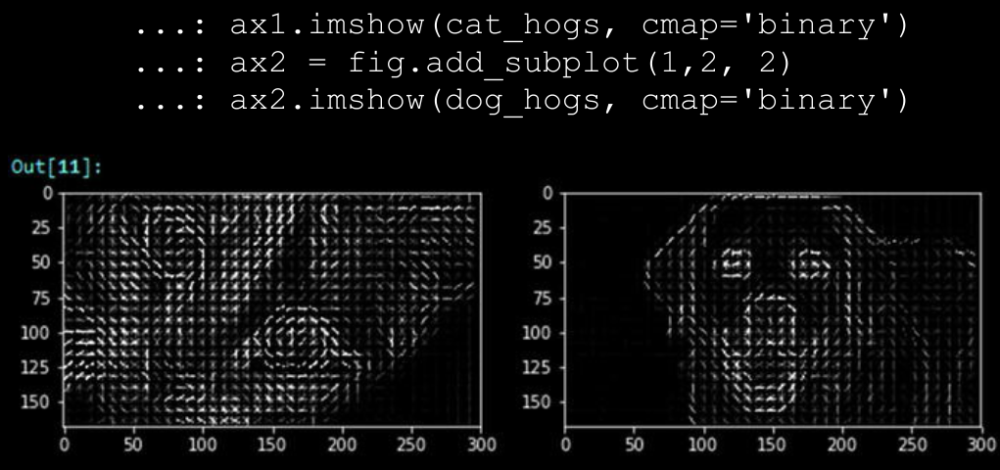 ...: ax1.imshow(cat_hogs, cmap='binary')
...: ax2 = fig.add_subplot(1,2, 2)
...: ax2.imshow(dog_hogs, cmap='binary')
Out[11]:
0
25
50
75
100
125
150
0 50 100 150 200 250 300
0
25
50
75
100
125
150
0 50 100 150 200 250 300